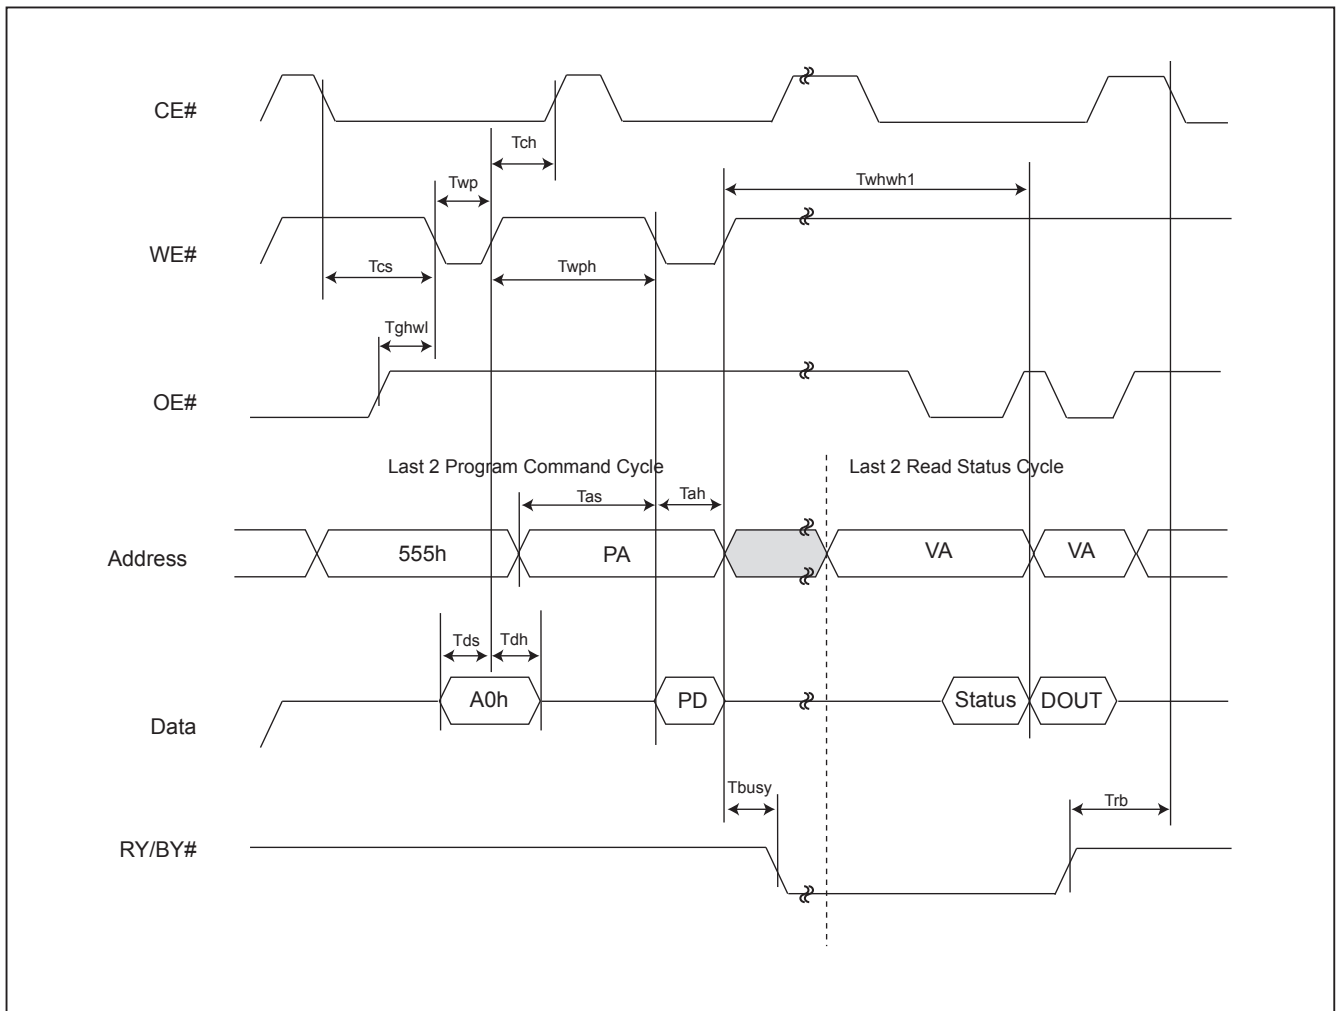 CE#
Tch
Twp
Twhwh1
WE#
Tcs
Twph
Tghwl
OE#
Last 2 Program Command Cycle
Last 2 Read Status Cycle
Tas
Tah
Address
555h
PA
VA
VA
Tds
Tdh
A0h
PD
Status
DOUT
Data
Tbusy
Trb
RY/BY#